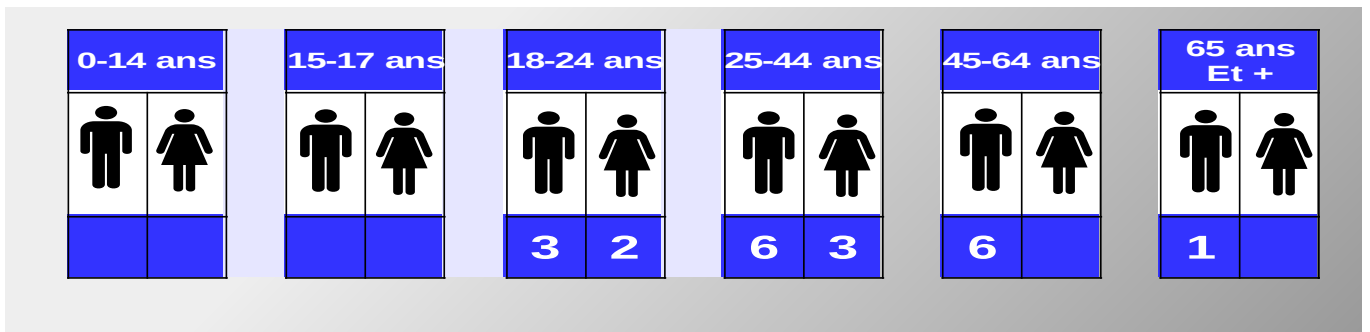 0-14 ans
15-17 ans
18-24 ans
25-44 ans
45-64 ans
65 ans
Et +
3 2
6 3
6
1